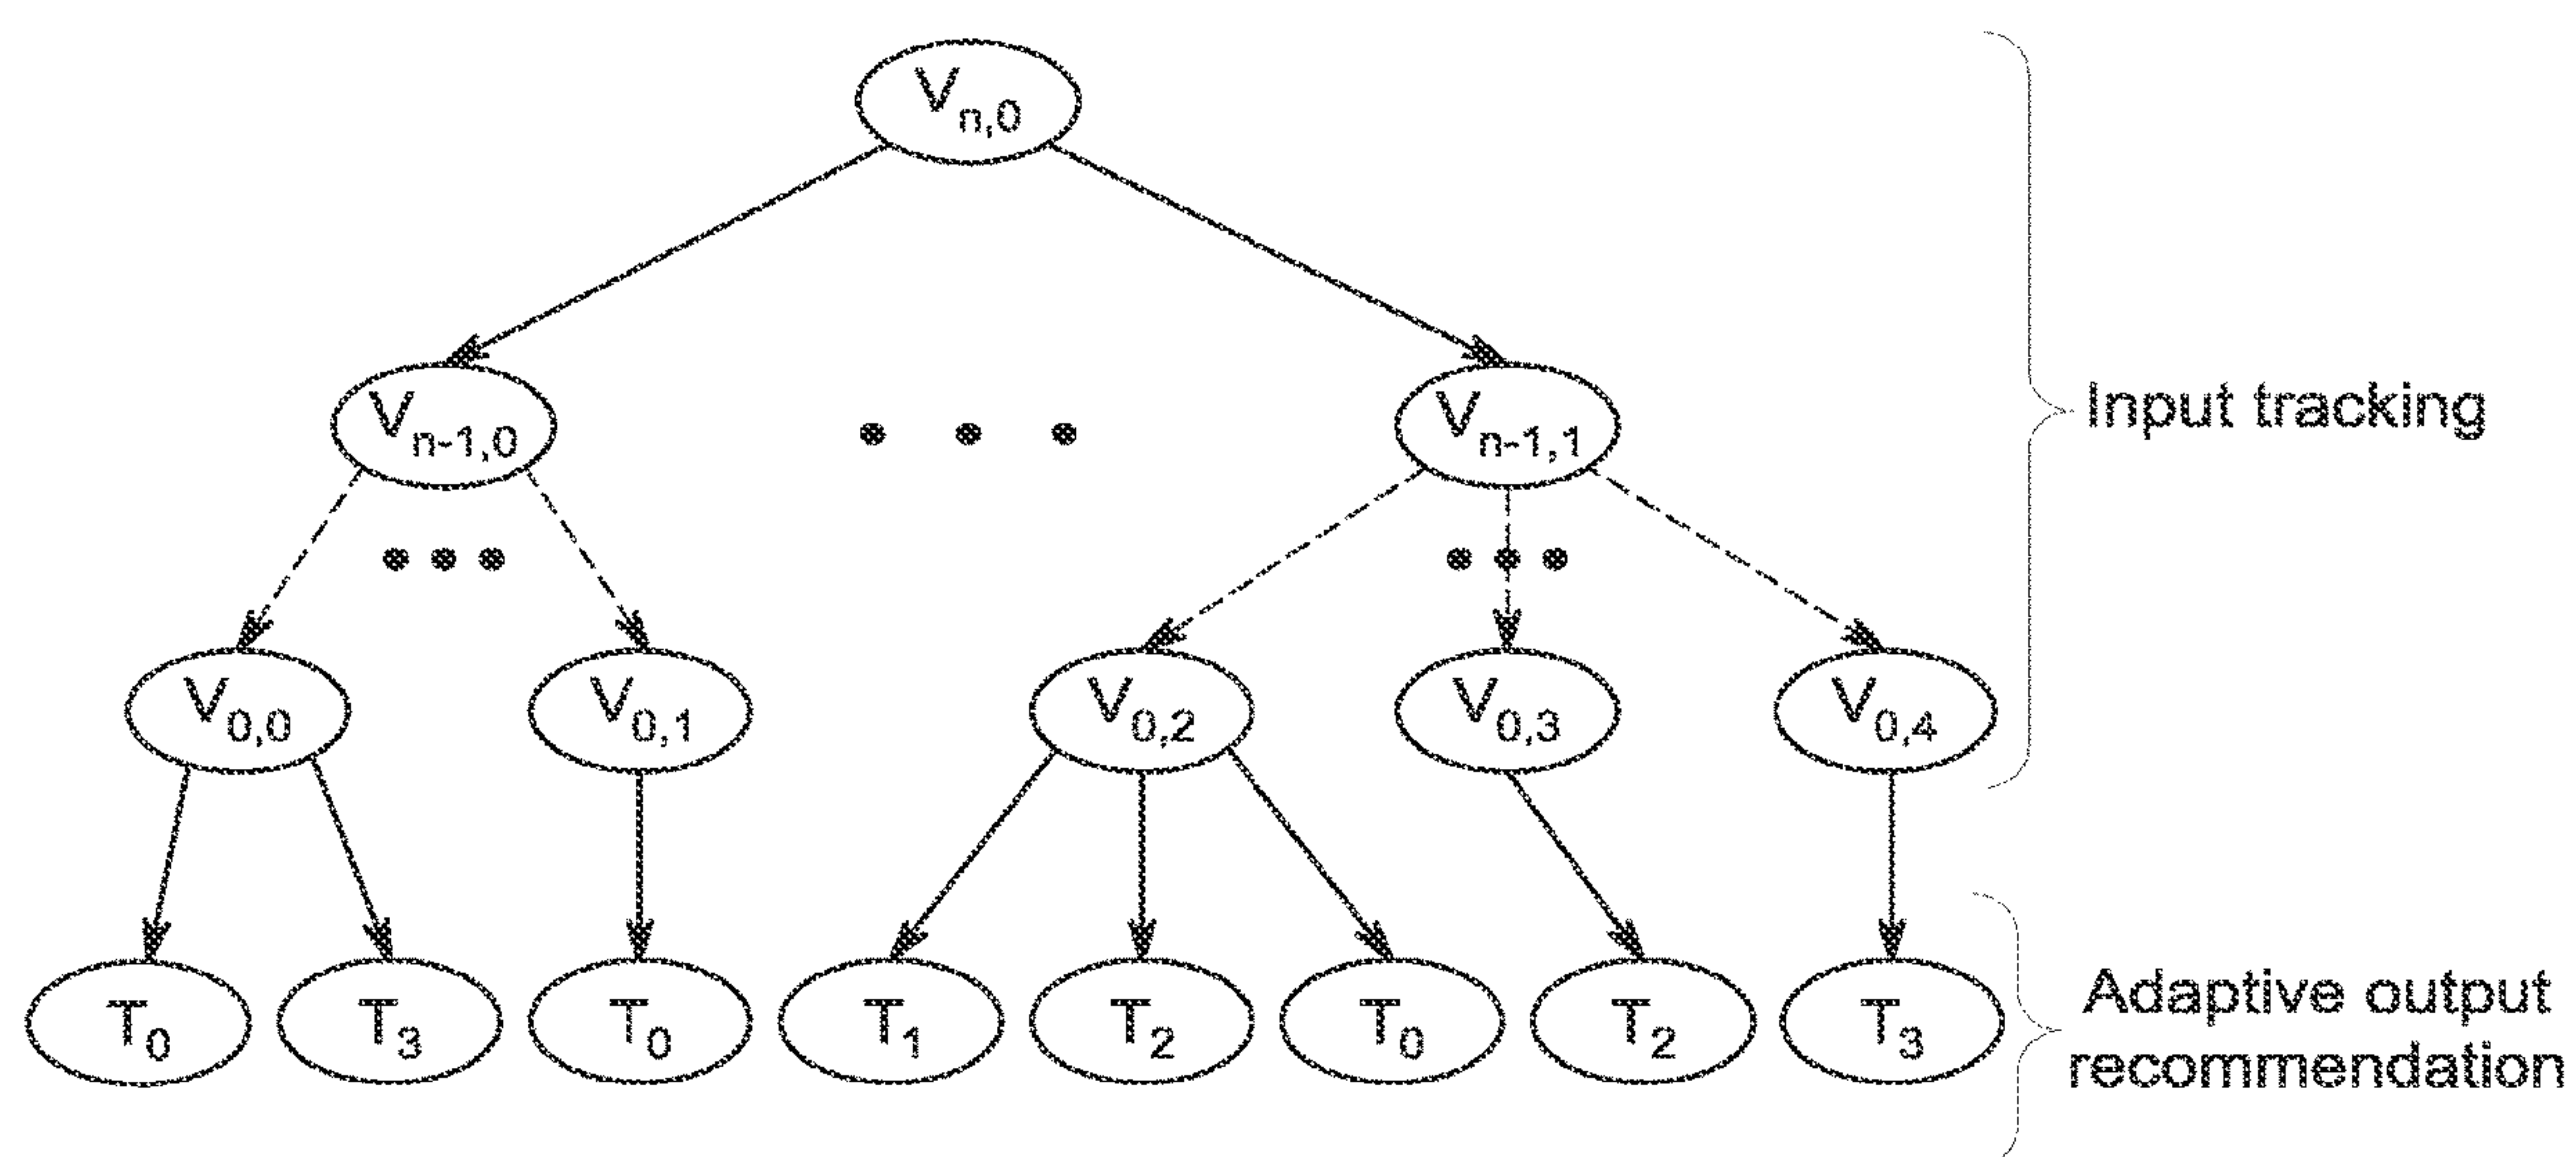 Vn,0
Vn-1,0
Vn-1,1
Input tracking
V0,0
V0,1
V0,2
V0,3
V0,4
T0
T3
T0
T1
T2
T0
T2
T3
Adaptive output
recommendation